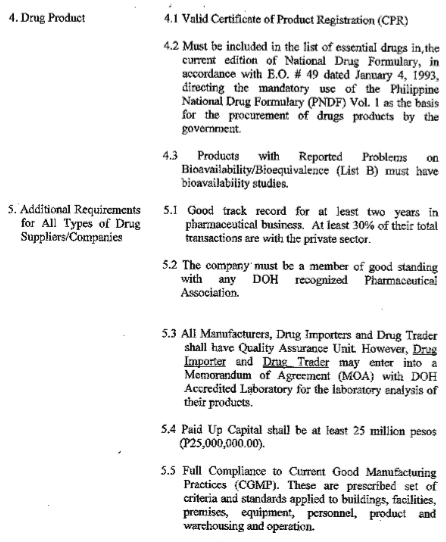 4. Drug Product
4.1 Valid Certificate of Product Registration (CPR)
4.2 Must be included in the list of essential drugs in the
current edition of National Drug Formulary, in
accordance with E.O. # 49 dated January 4, 1993,
directing the mandatory use of the Philippine
National Drug Formulary (PNDF) Vol. 1 as the basis
for the procurement of drugs products by the
government.
4.3 Products with Reported Problems on
Bioavailability/Bioequivalence (List B) must have
bioavailability studies.
5. Additional Requirements
for All Types of Drug
Suppliers/Companies
5.1 Good track record for at least two years in
pharmaceutical business. At least 30% of their total
transactions are with the private sector.
5.2 The company must be a member of good standing
with any DOH recognized Pharmaceutical
Association.
5.3 All Manufacturers, Drug Importers and Drug Trader
shall have Quality Assurance Unit. However, Drug
Importer and Drug Trader may enter into a
Memorandum of Agreement (MOA) with DOH
Accredited Laboratory for the laboratory analysis of
their products.
5.4 Paid Up Capital shall be at least 25 million pesos
(P25,000,000.00).
5.5 Full Compliance to Current Good Manufacturing
Practices (CGMP). These are prescribed set of
criteria and standards applied to buildings, facilities,
premises, equipment, personnel, product and
warehousing and operation.